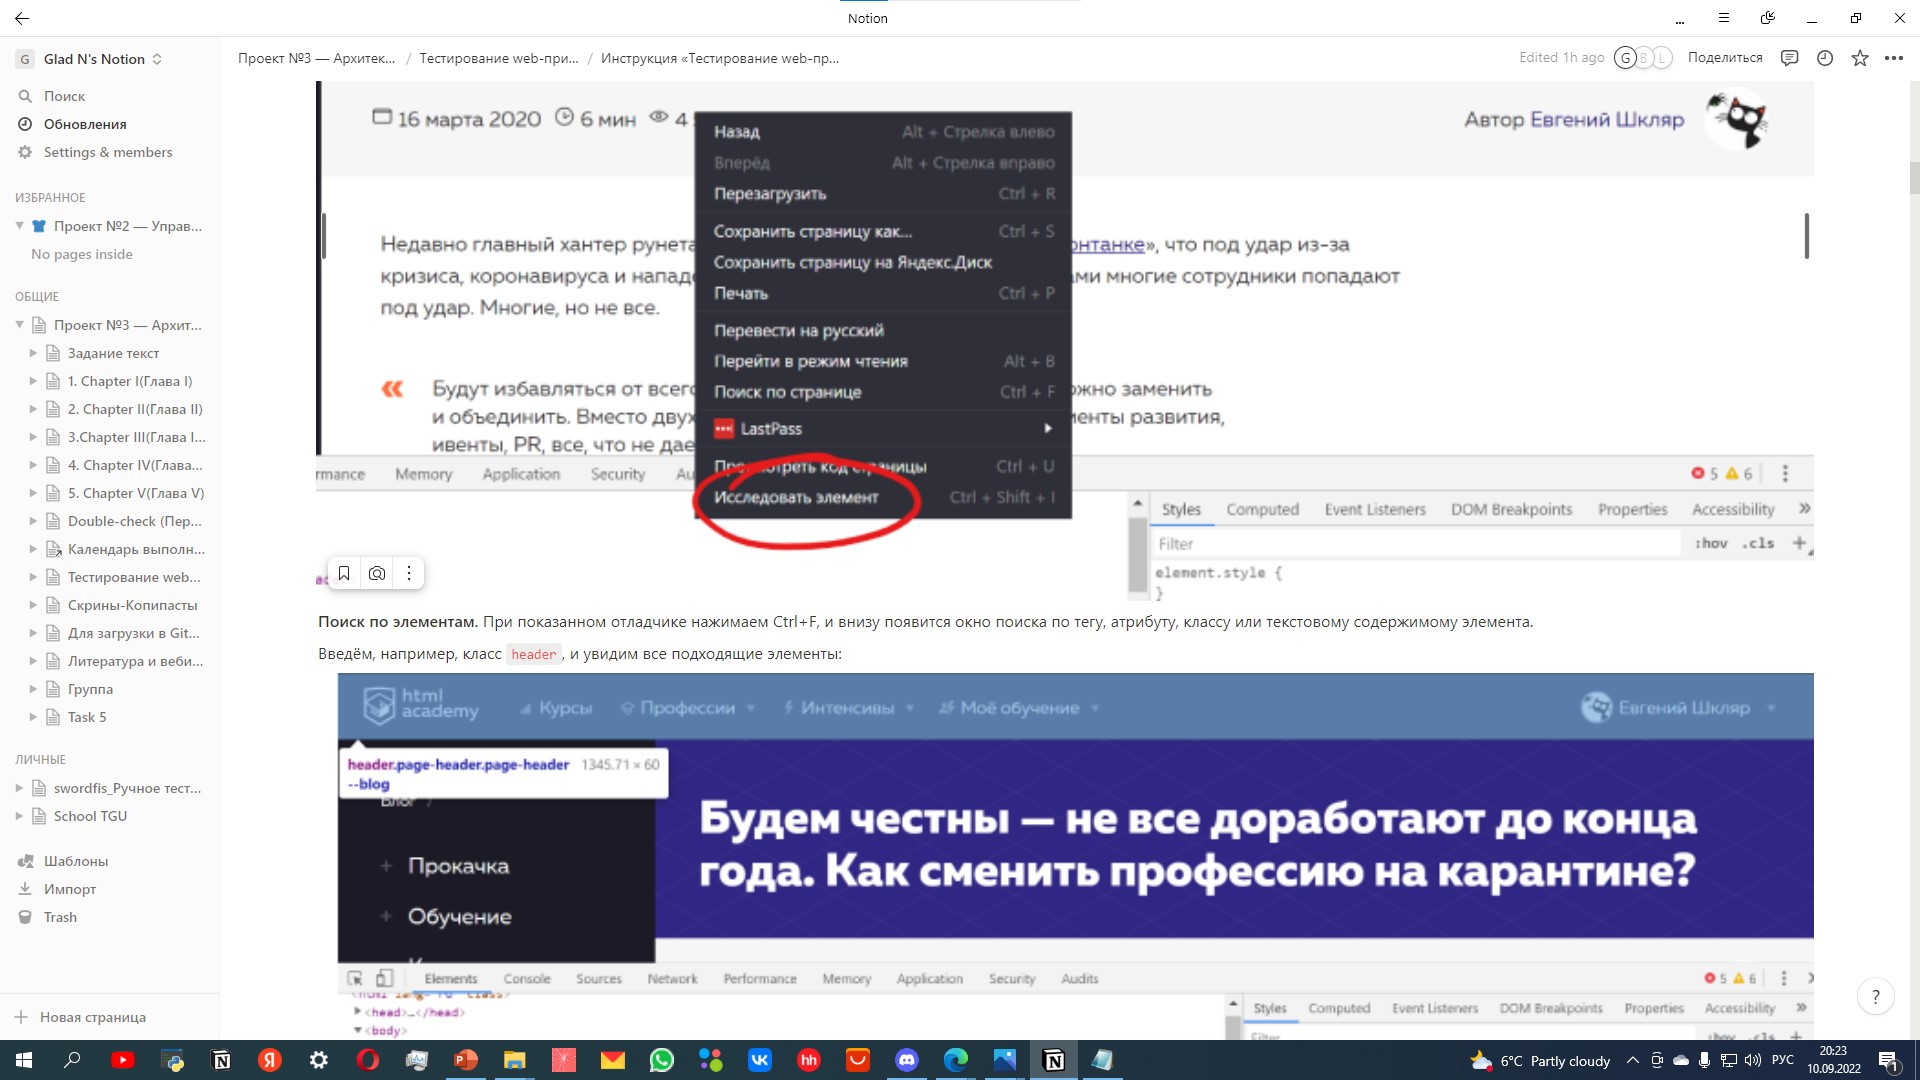 Notion
G Glad N's Notion
Поиск
Обновления
Settings & members
ИЗБРАННОЕ
Проект №2 — Управ...
No pages inside
ОБЩИЕ
Проект №3 — Архит...
Задание текст
1. Chapter I(Глава I)
2. Chapter II(Глава II)
3.Chapter III(Глава I...
4. Chapter IV(Глава...
5. Chapter V(Глава V)
Double-check (Пер...
Календарь выполн...
Тестирование web...
Скрины-Копипасты
Для загрузки в Git...
Литература и веби...
Группа
Task 5
ЛИЧНЫЕ
swordfis_Ручное тест...
School TGU
Шаблоны
Импорт
Trash
Новая страница
Проект №3 — Архитек... / Тестирование web-при... / Инструкция «Тестирование web-пр...
Edited 1h ago G B L Поделиться
16 марта 2020 6 мин 4
Автор Евгений Шкляр
Назад Alt + Стрелка влево
Вперёд Alt + Стрелка вправо
Перезагрузить Ctrl + R
Сохранить страницу как... Ctrl + S
Сохранить страницу на Яндекс.Диск
Печать Ctrl + P
Перевести на русский
Перейти в режим чтения Alt + B
Поиск по странице Ctrl + F
LastPass
Просмотреть код страницы Ctrl + U
Исследовать элемент Ctrl + Shift + I
Недавно главный хантер рунета онтанке», что под удар из-за
кризиса, коронавируса и напад ами многие сотрудники попадают
под удар. Многие, но не все.
Будут избавляться от всего ожно заменить
и объединить. Вместо двух иенты развития,
ивенты, PR, все, что не дае
rmance Memory Application Security Au 5 6
Styles Computed Event Listeners DOM Breakpoints Properties Accessibility »
Filter :hov .cls +
element.style {
}
Поиск по элементам. При показанном отладчике нажимаем Ctrl+F, и внизу появится окно поиска по тегу, атрибуту, классу или текстовому содержимому элемента.
Введём, например, класс header, и увидим все подходящие элементы:
html academy Курсы Профессии Интенсивы Моё обучение Евгений Шкляр
header.page-header.page-header 1345.71 × 60
--blog
Блог /
+ Прокачка
+ Обучение
Будем честны — не все доработают до конца
года. Как сменить профессию на карантине?
Elements Console Sources Network Performance Memory Application Security Audits 5 6
<head>…</head>
<body>
Styles Computed Event Listeners DOM Breakpoints Properties Accessibility »
Filter :hov .cls +
?
6°C Partly cloudy РУС 20:23
10.09.2022
1